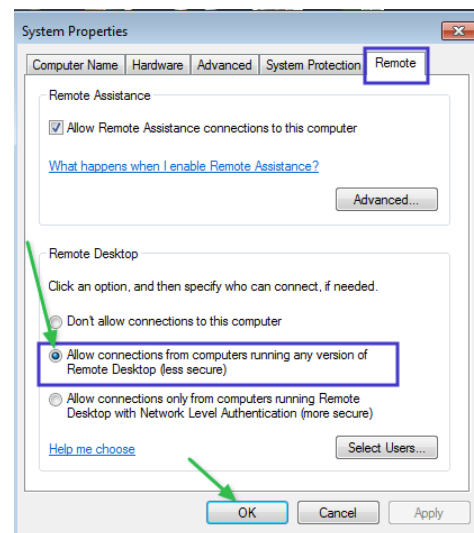 System Properties
Computer Name Hardware Advanced System Protection Remote
Remote Assistance
Allow Remote Assistance connections to this computer
What happens when I enable Remote Assistance?
Advanced...
Remote Desktop
Click an option, and then specify who can connect, if needed.
Don't allow connections to this computer
Allow connections from computers running any version of
Remote Desktop (less secure)
Allow connections only from computers running Remote
Desktop with Network Level Authentication (more secure)
Help me choose
Select Users...
OK Cancel Apply